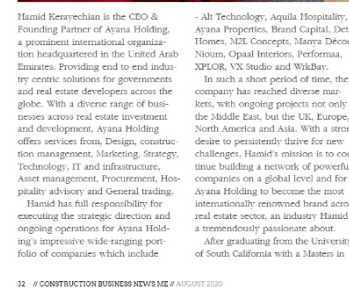 Hamid Kerayechian is the CEO &
Founding Partner of Ayana Holding,
a prominent international organiza-
tion headquartered in the United Arab
Emirates. Providing end to end indus-
try centric solutions for governments
and real estate developers across the
globe. With a diverse range of busi-
nesses across real estate investment
and development, Ayana Holding
offers services from, Design, construc-
tion management, Marketing, Strategy,
Technology, IT and infrastructure,
Asset management, Procurement, Hos-
pitality advisory and General trading.
Hamid has full responsibility for
executing the strategic direction and
ongoing operations for Ayana Hold-
ing's impressive wide-ranging port-
folio of companies which include
- Alt Technology, Aquila Hospitality,
Ayana Properties, Brand Capital, Det
Homes, M2L Concepts, Manya Décor
Nioum, Opaal Interiors, Performaa,
XPLOR, VX Studio and WrkBay.
In such a short period of time, the
company has reached diverse mar-
kets, with ongoing projects not only
the Middle East, but the UK, Europe,
North America and Asia. With a stron
desire to persistently thrive for new
challenges, Hamid's mission is to con
tinue building a network of powerfu
companies on a global level and for
Ayana Holding to become the most
internationally renowned brand acro
real estate sector, an industry Hamid
a tremendously passionate about.
After graduating from the University
of South California with a Masters in
32 // CONSTRUCTION BUSINESS NEWS ME // AUGUST 2020